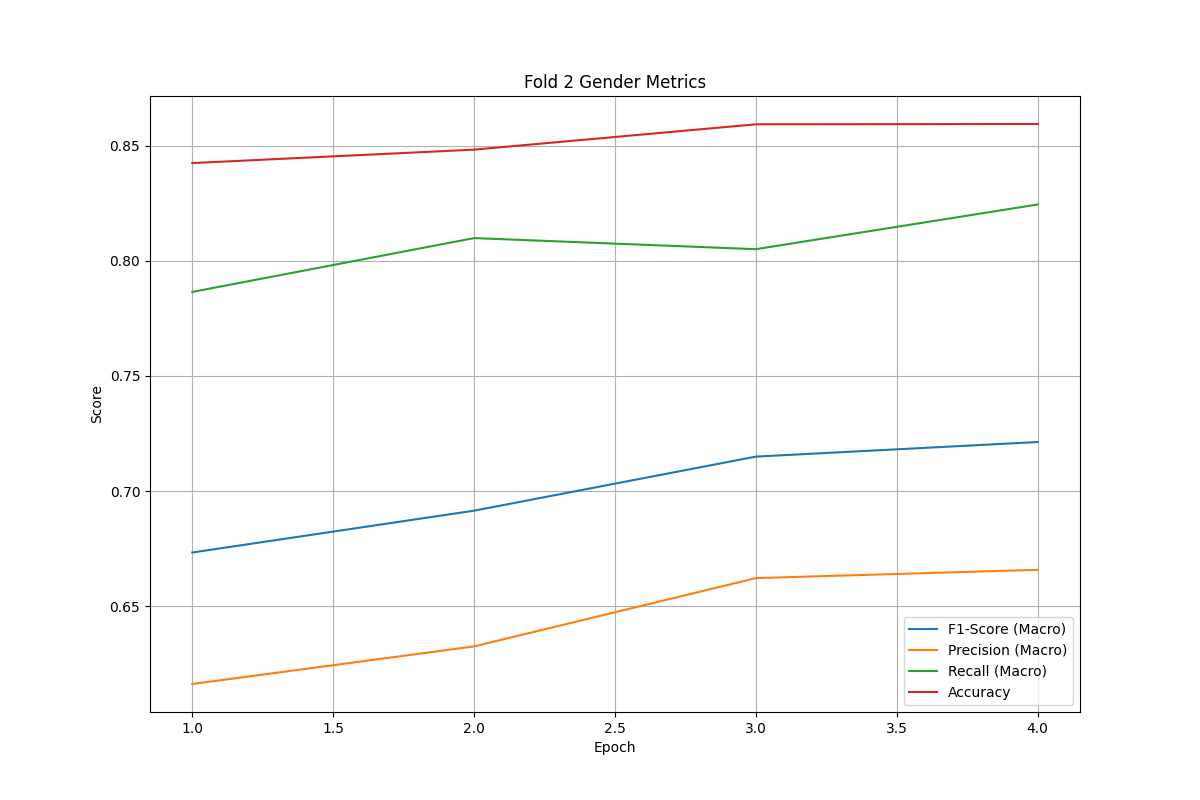 Fold 2 Gender Metrics
0.85
0.80
0.75
0.70
0.65
Score
1.0 1.5 2.0 2.5 3.0 3.5 4.0
Epoch
F1-Score (Macro)
Precision (Macro)
Recall (Macro)
Accuracy